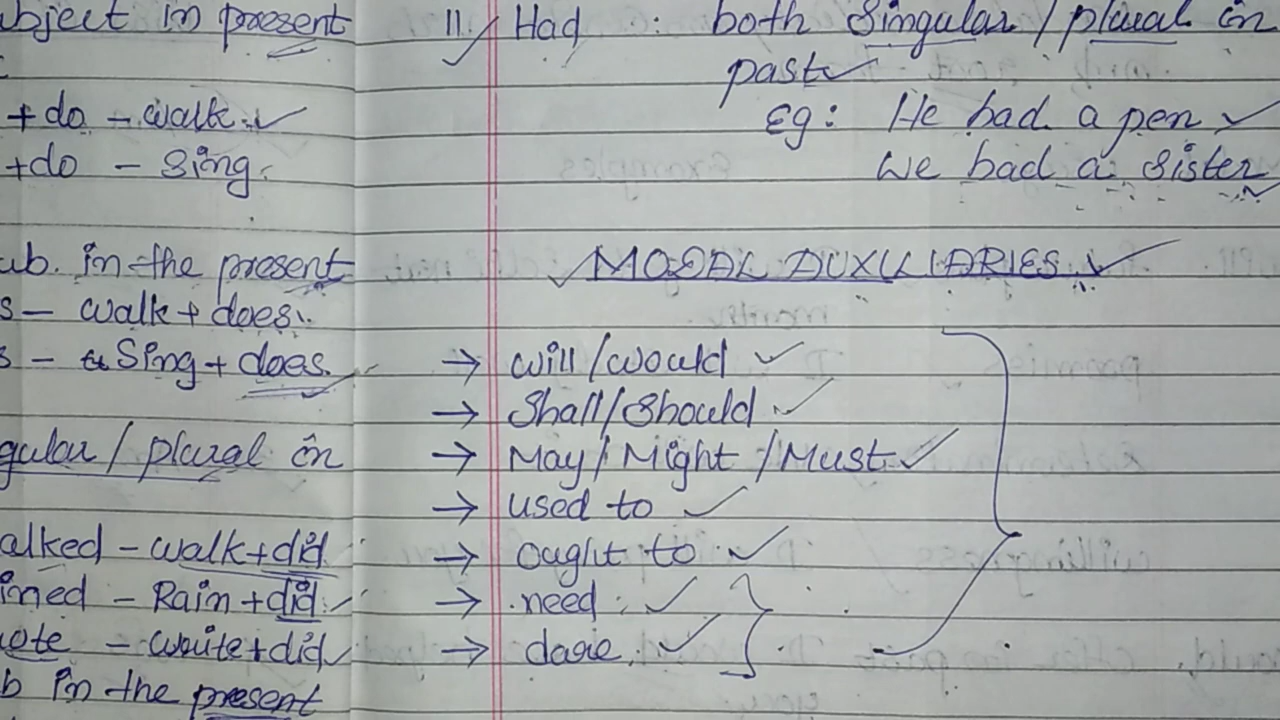 ubject in present
+ do - walk.
+do - Sing.
ub. in the present
s - walk + does.
s - Sing + does.
gular / plural in
alked - walk+did
ined - Rain + did
ote - write+did
b in the present
11. Had : both Singular / plural in
past
Eg: He had a pen
We had a sister
MODAL AUXILIARIES
→ will/would
→ Shall/Should
→ May/Might/Must
→ used to
→ ought to
→ need
→ dare